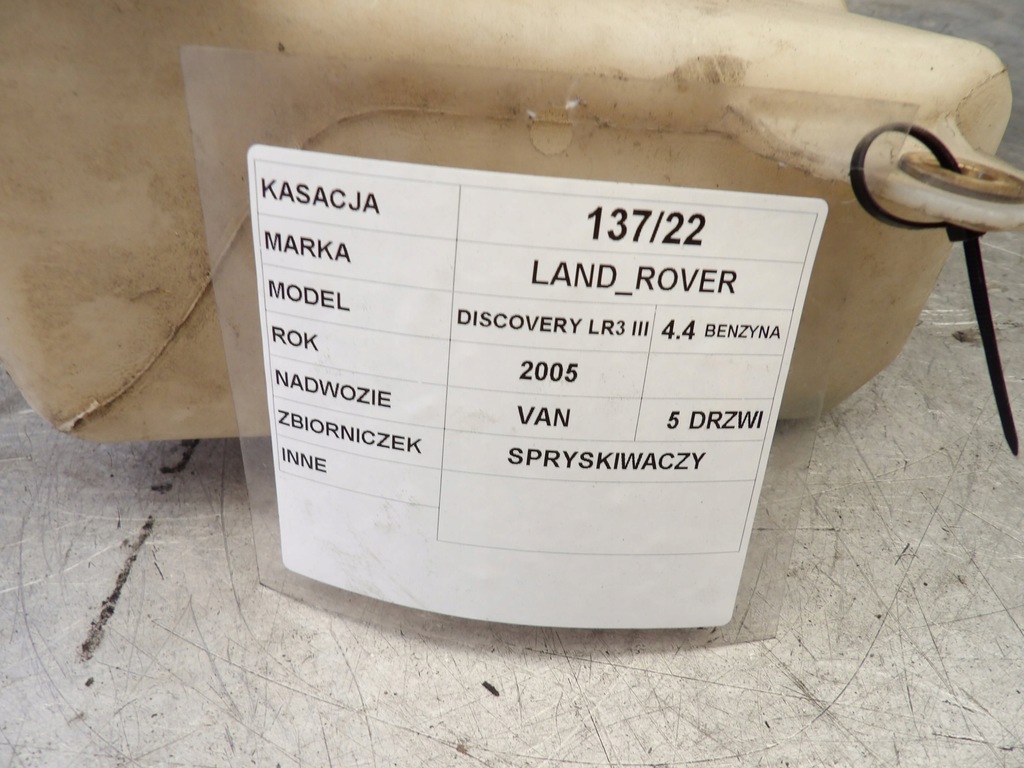 KASACJA 137/22
MARKA LAND_ROVER
MODEL DISCOVERY LR3 III 4.4 BENZYNA
ROK 2005
NADWOZIE VAN 5 DRZWI
ZBIORNICZEK SPRYSKIWACZY
INNE